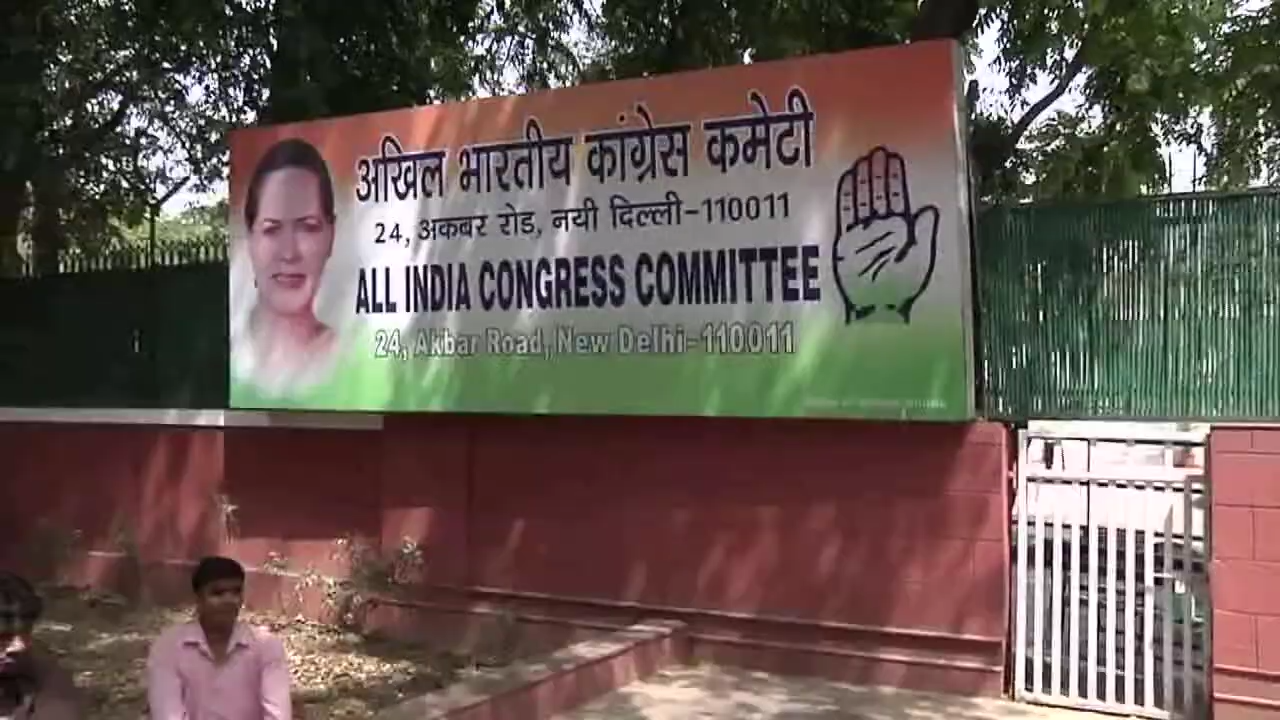 अखिल भारतीय कांग्रेस कमेटी
24, अकबर रोड, नयी दिल्ली-110011
ALL INDIA CONGRESS COMMITTEE
24, Akbar Road, New Delhi-110011